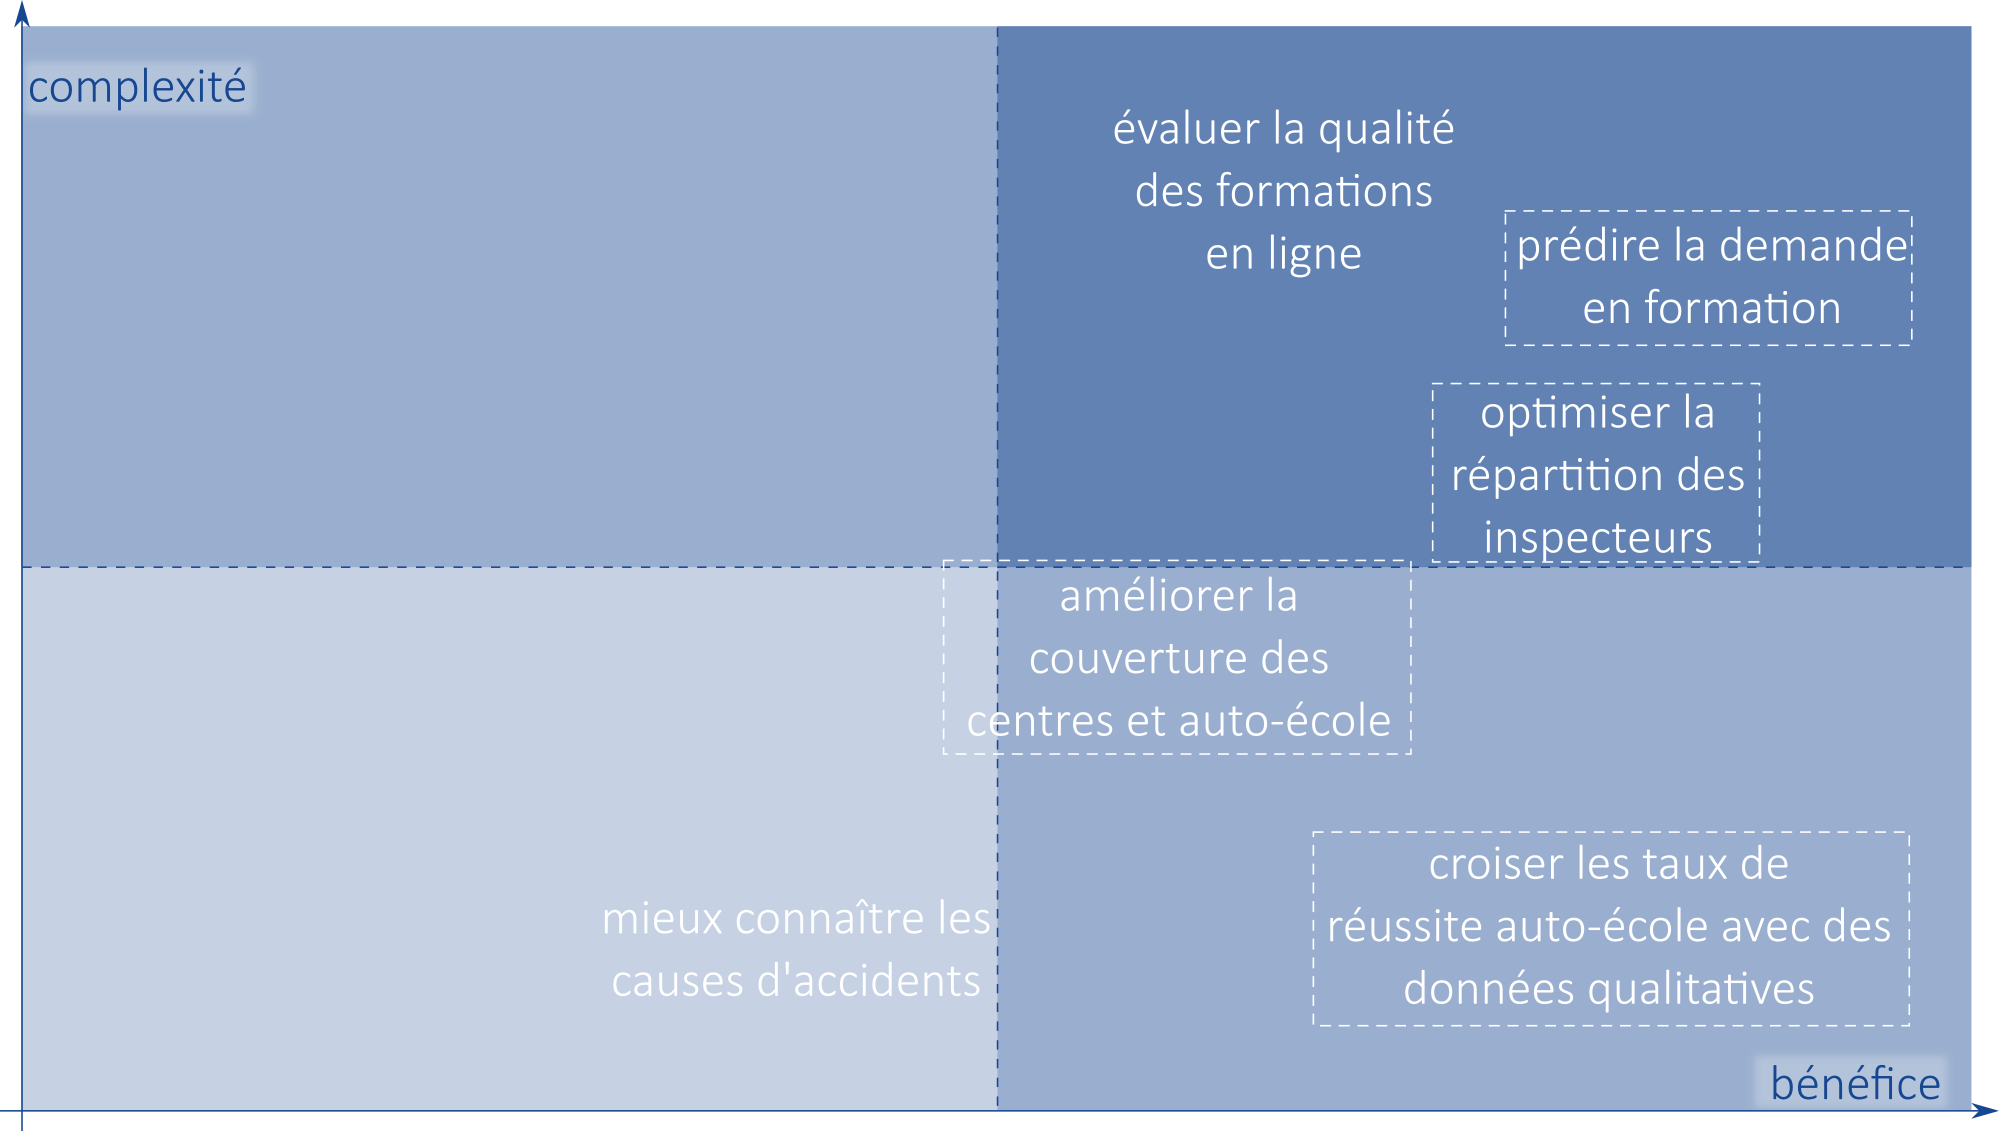 complexité
évaluer la qualité
des formations
en ligne
prédire la demande
en formation
optimiser la
répartition des
inspecteurs
améliorer la
couverture des
centres et auto-école
croiser les taux de
réussite auto-école avec des
données qualitatives
mieux connaître les
causes d'accidents
bénéfice